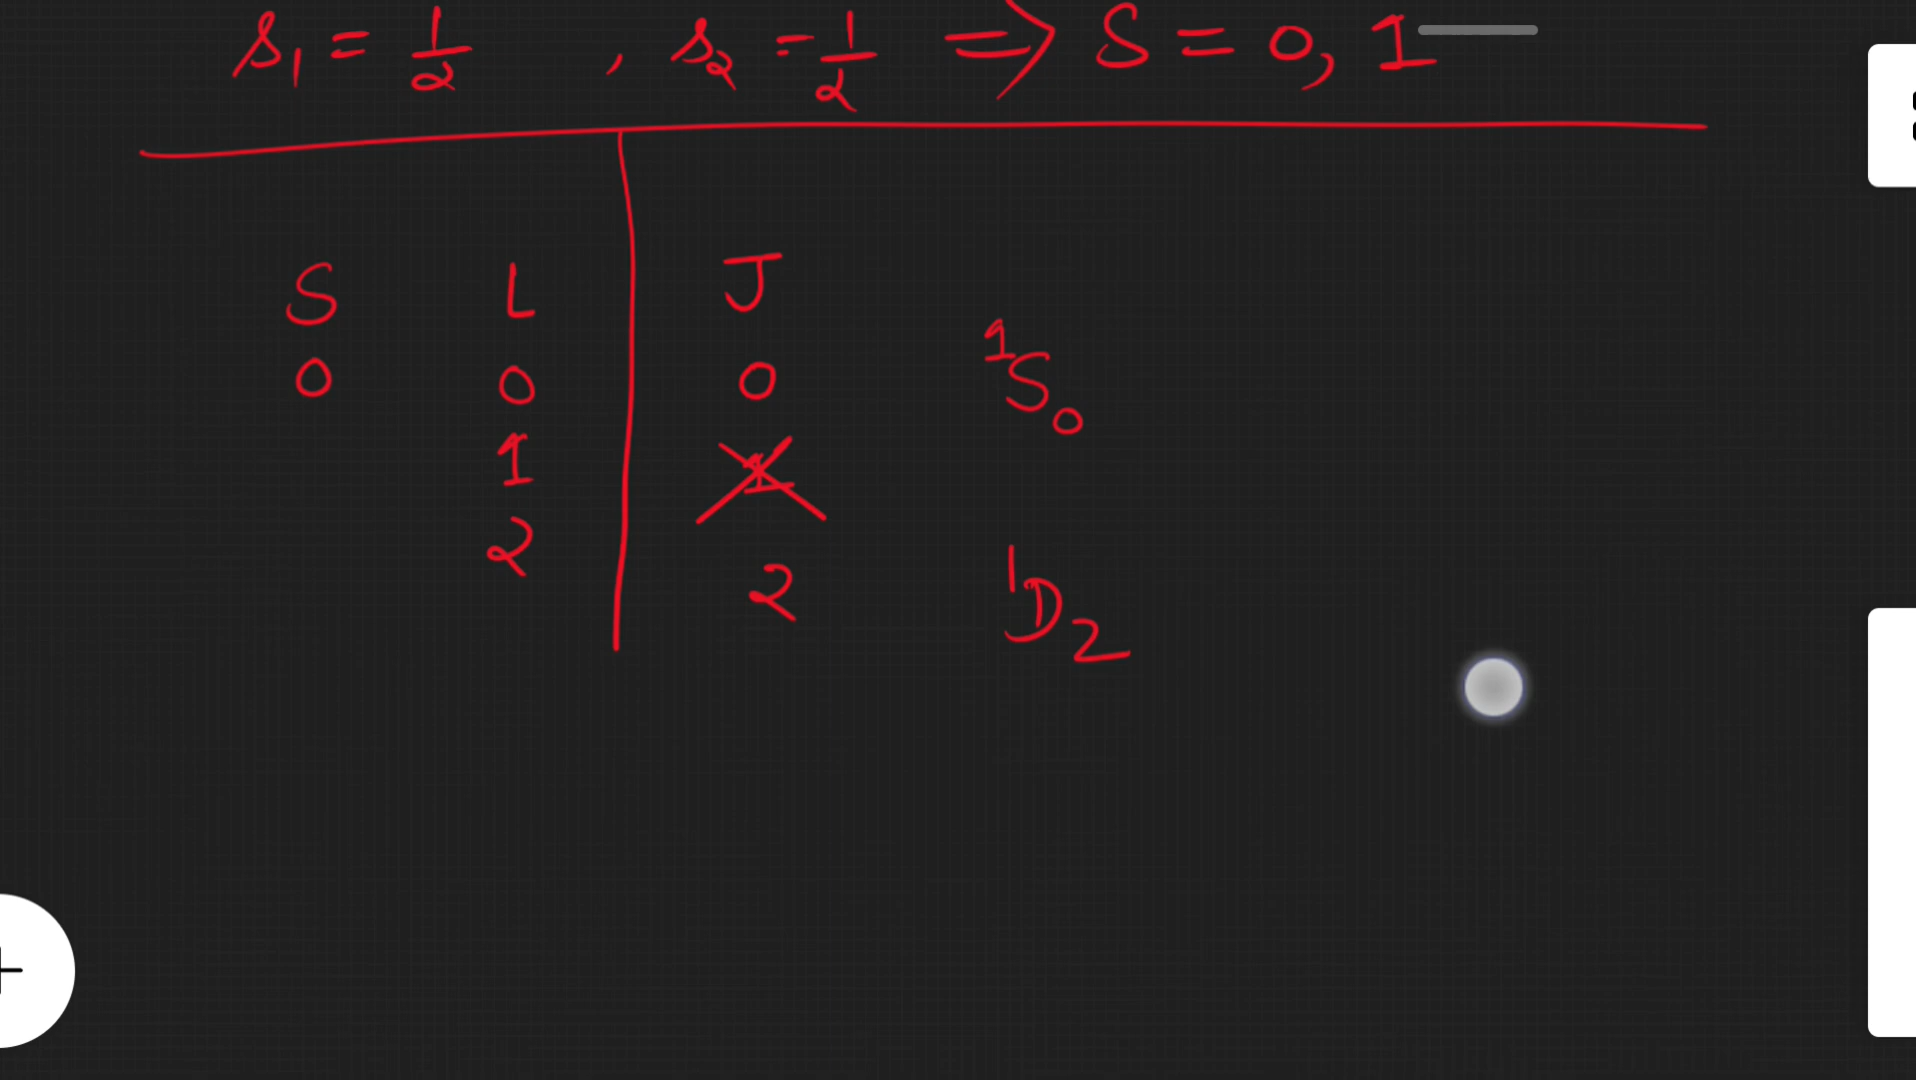 s₁ = 1/2 , s₂ = 1/2 ⇒ S = 0, 1
S L J
0 0 0 ¹S₀
1 1
2 2 ¹D₂